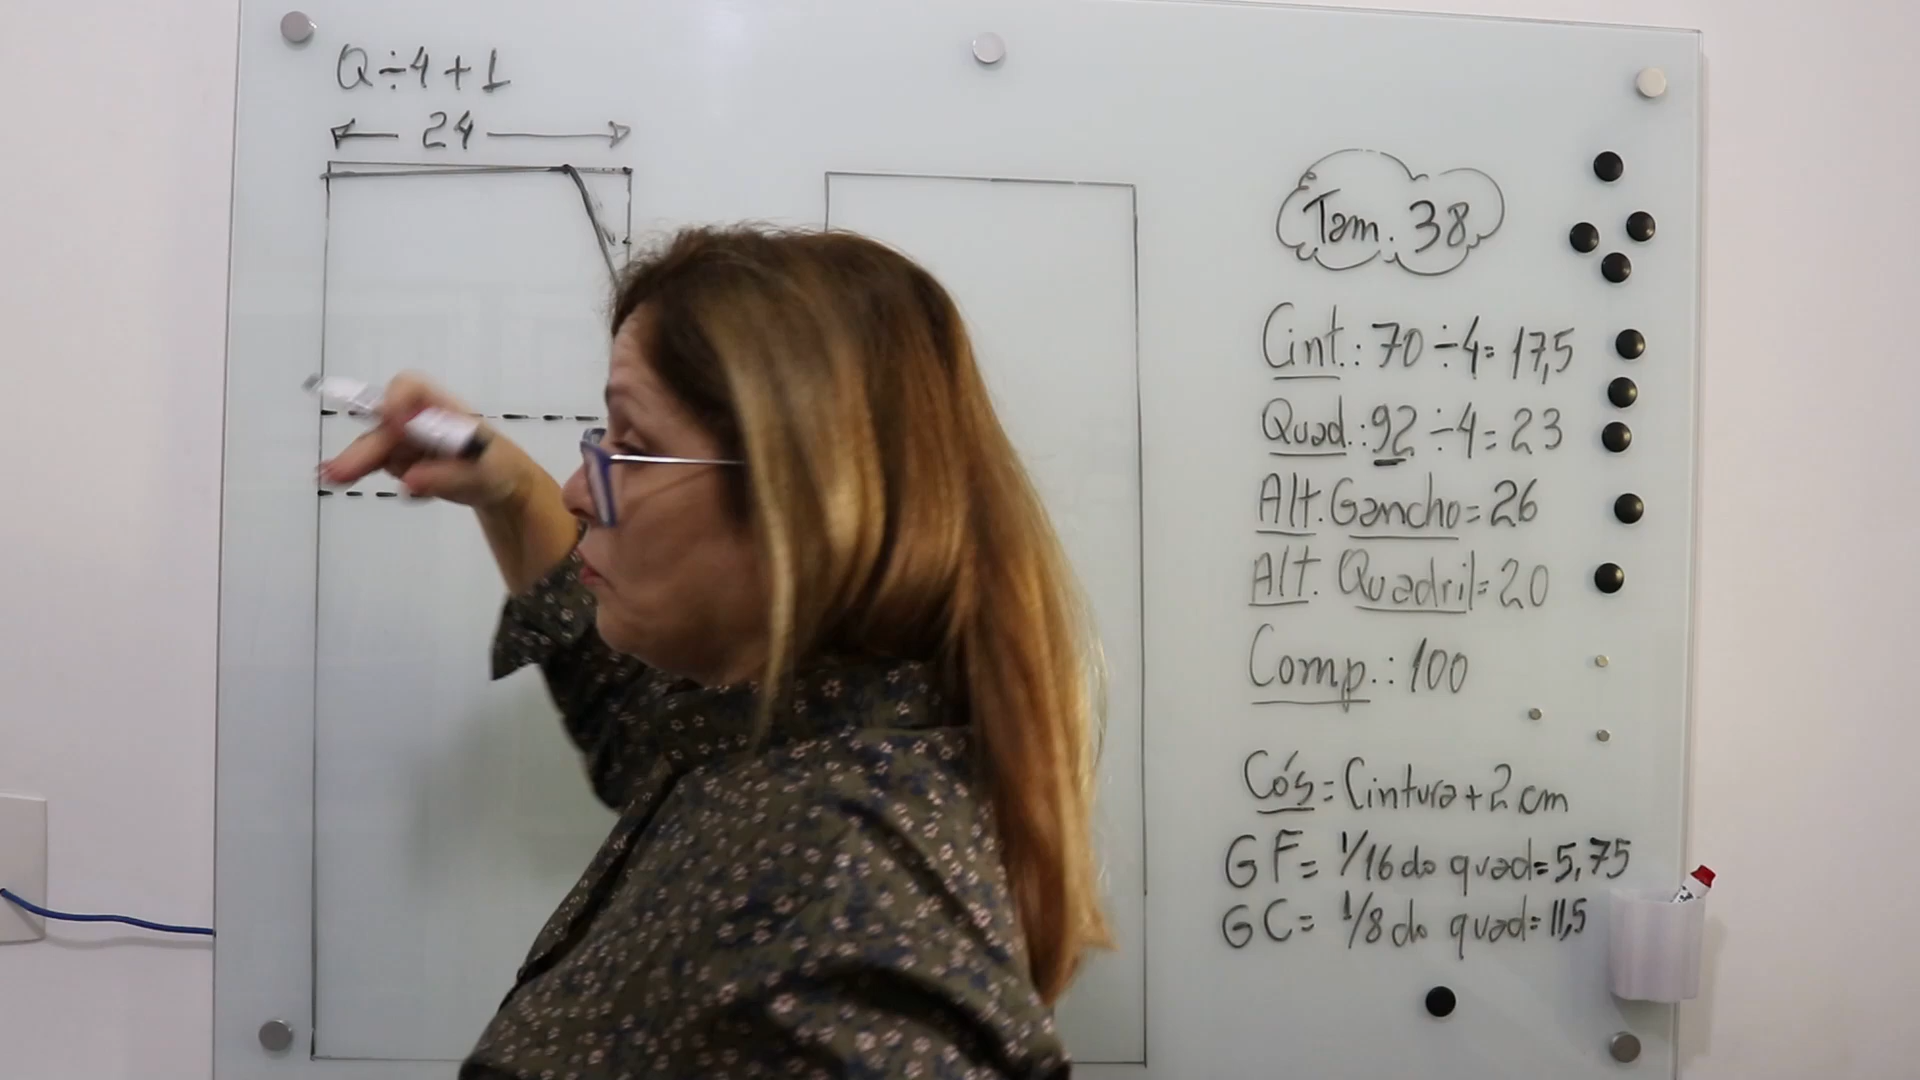 Q÷4+1
24
Tam. 38
Cint.: 70÷4= 17,5
Quad.: 92÷4= 23
Alt. Gancho= 26
Alt. Quadril= 20
Comp.: 100
Cós= Cintura+2 cm
GF= 1/16 do quad= 5,75
GC= 1/8 do quad= 11,5